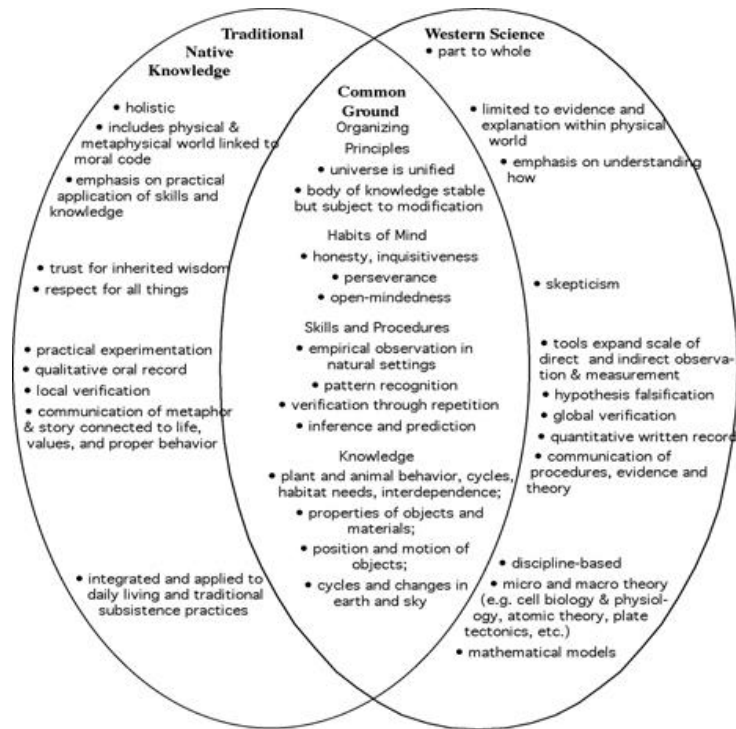 Traditional
Native
Knowledge
• holistic
• includes physical &
metaphysical world linked to
moral code
• emphasis on practical
application of skills and
knowledge
• trust for inherited wisdom
• respect for all things
• practical experimentation
• qualitative oral record
• local verification
• communication of metaphor
& story connected to life,
values, and proper behavior
• integrated and applied to
daily living and traditional
subsistence practices
Common
Ground
Organizing
Principles
• universe is unified
• body of knowledge stable
but subject to modification
Habits of Mind
• honesty, inquisitiveness
• perseverance
• open-mindedness
Skills and Procedures
• empirical observation in
natural settings
• pattern recognition
• verification through repetition
• inference and prediction
Knowledge
• plant and animal behavior, cycles,
habitat needs, interdependence;
• properties of objects and
materials;
• position and motion of
objects;
• cycles and changes in
earth and sky
Western Science
• part to whole
• limited to evidence and
explanation within physical
world
• emphasis on understanding
how
• skepticism
• tools expand scale of
direct and indirect observa-
tion & measurement
• hypothesis falsification
• global verification
• quantitative written record
• communication of
procedures, evidence and
theory
• discipline-based
• micro and macro theory
(e.g. cell biology & physiol-
ogy, atomic theory, plate
tectonics, etc.)
• mathematical models